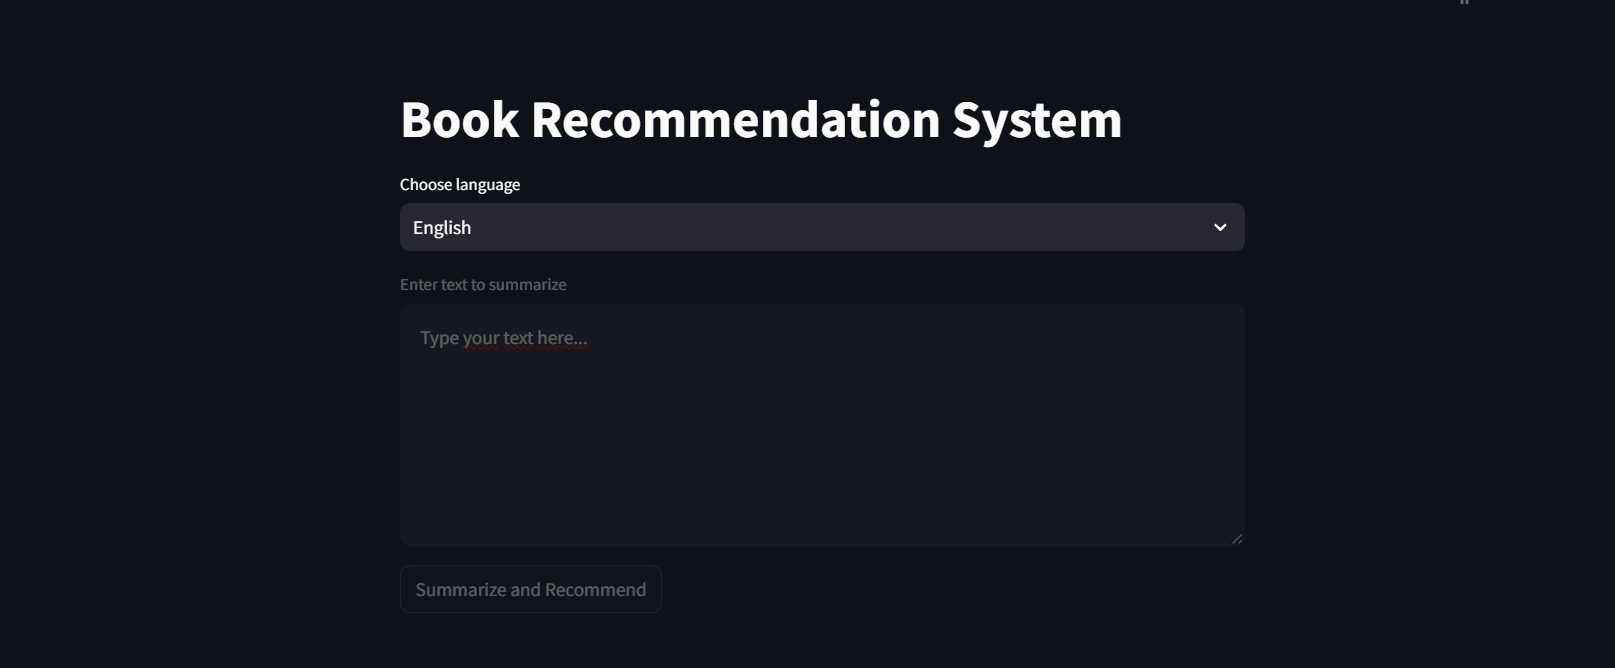 Book Recommendation System
Choose language
English
Enter text to summarize
Type your text here...
Summarize and Recommend